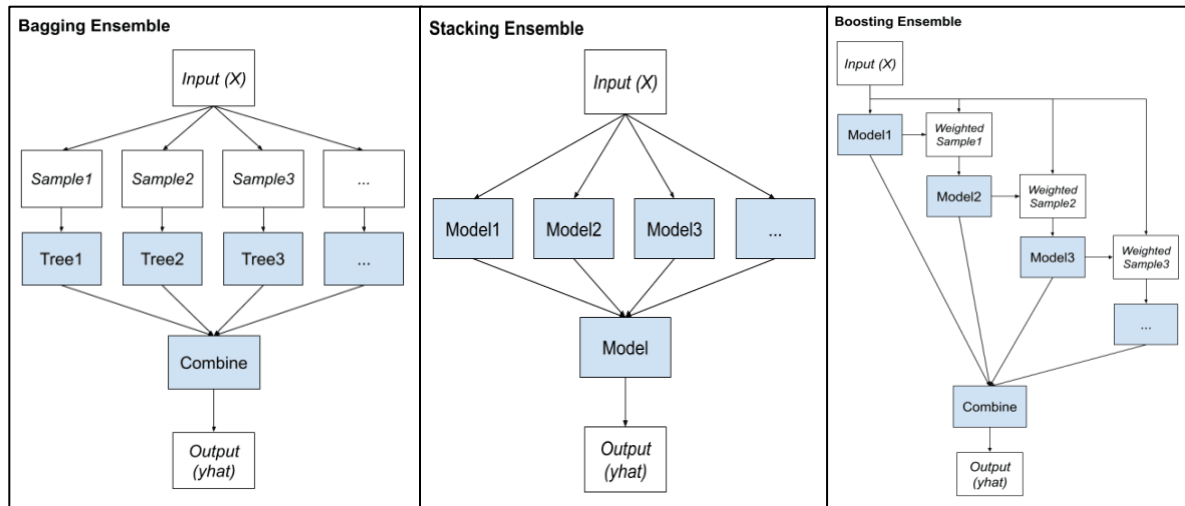 Bagging Ensemble
Input (X)
Sample1
Sample2
Sample3
...
Tree1
Tree2
Tree3
...
Combine
Output
(yhat)
Stacking Ensemble
Input (X)
Model1
Model2
Model3
...
Model
Output
(yhat)
Boosting Ensemble
Input (X)
Model1
Weighted
Sample1
Model2
Weighted
Sample2
Model3
Weighted
Sample3
...
Combine
Output
(yhat)